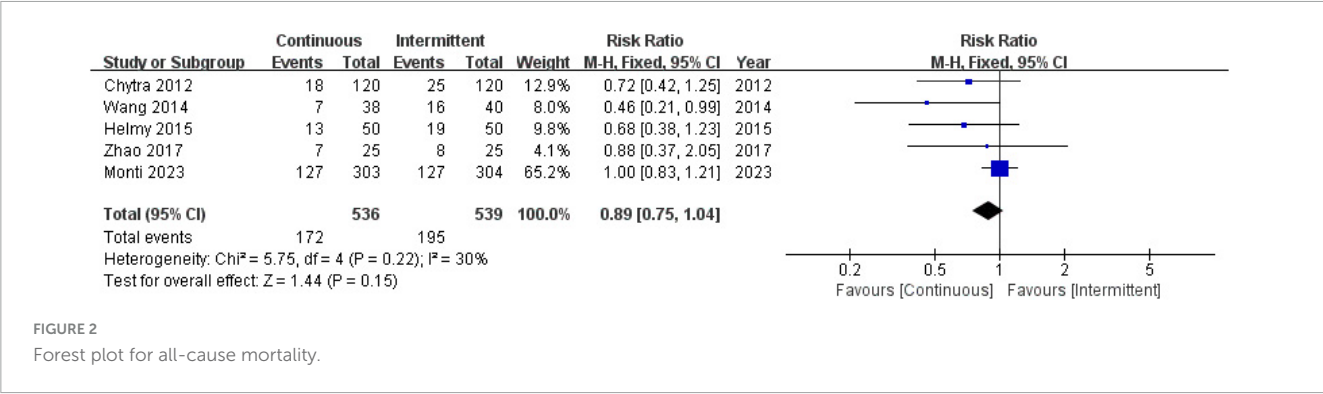 Continuous Intermittent Risk Ratio Risk Ratio
Study or Subgroup Events Total Events Total Weight M-H, Fixed, 95% CI Year M-H, Fixed, 95% CI
Chytra 2012 18 120 25 120 12.9% 0.72 [0.42, 1.25] 2012
Wang 2014 7 38 16 40 8.0% 0.46 [0.21, 0.99] 2014
Helmy 2015 13 50 19 50 9.8% 0.68 [0.38, 1.23] 2015
Zhao 2017 7 25 8 25 4.1% 0.88 [0.37, 2.05] 2017
Monti 2023 127 303 127 304 65.2% 1.00 [0.83, 1.21] 2023
Total (95% CI) 536 539 100.0% 0.89 [0.75, 1.04]
Total events 172 195
Heterogeneity: Chi² = 5.75, df = 4 (P = 0.22); I² = 30%
Test for overall effect: Z = 1.44 (P = 0.15)
0.2 0.5 1 2 5
Favours [Continuous] Favours [Intermittent]
FIGURE 2
Forest plot for all-cause mortality.